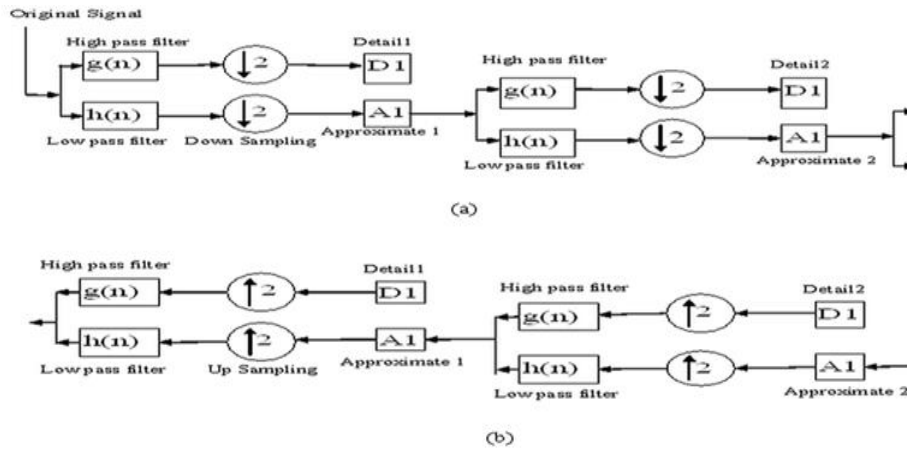 Original Signal
High pass filter
g(n)
2
Detail1
D1
h(n)
2
A1
Low pass filter
Down Sampling
Approximate 1
High pass filter
g(n)
2
Detail2
D1
h(n)
2
A1
Low pass filter
Approximate 2
(a)
High pass filter
g(n)
2
Detail1
D1
h(n)
2
A1
Low pass filter
Up Sampling
Approximate 1
High pass filter
g(n)
2
Detail2
D1
h(n)
2
A1
Low pass filter
Approximate 2
(b)